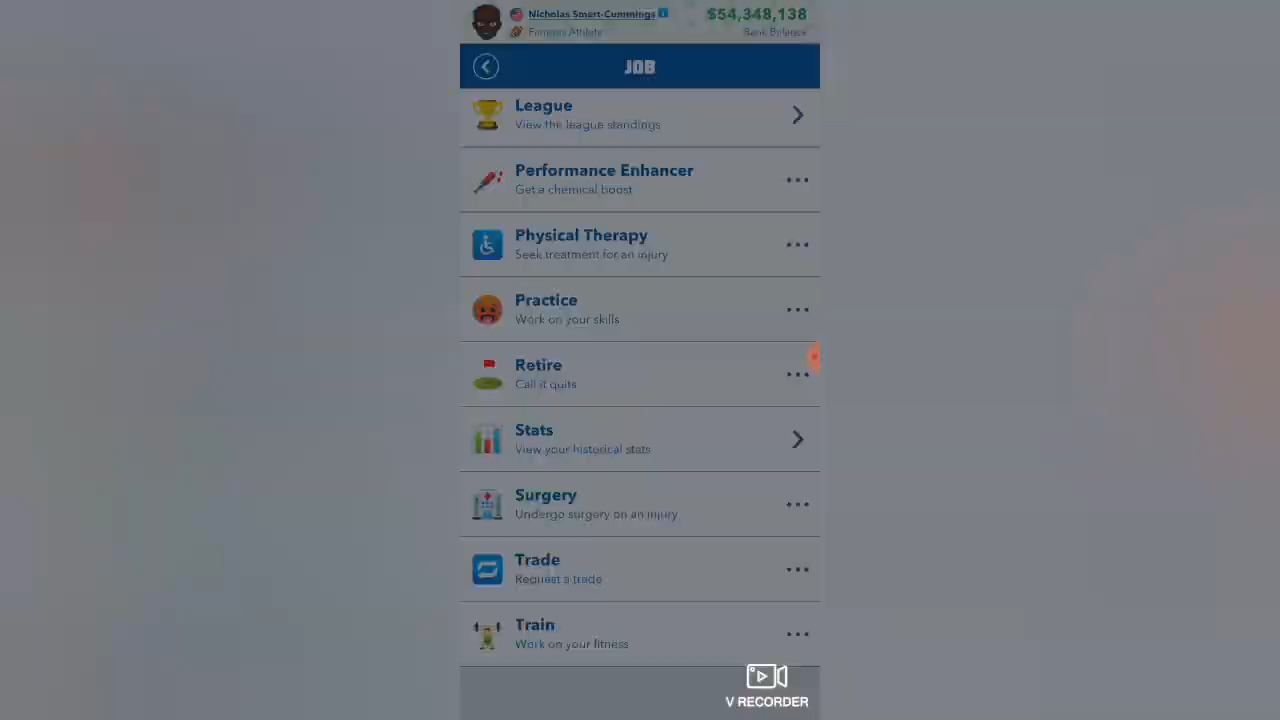 Nicholas Smart-Cummings
$54,348,138
Famous Athlete
Bank Balance
JOB
League
View the league standings
Performance Enhancer
Get a chemical boost
Physical Therapy
Seek treatment for an injury
Practice
Work on your skills
Retire
Call it quits
Stats
View your historical stats
Surgery
Undergo surgery on an injury
Trade
Request a trade
Train
Work on your fitness
V RECORDER